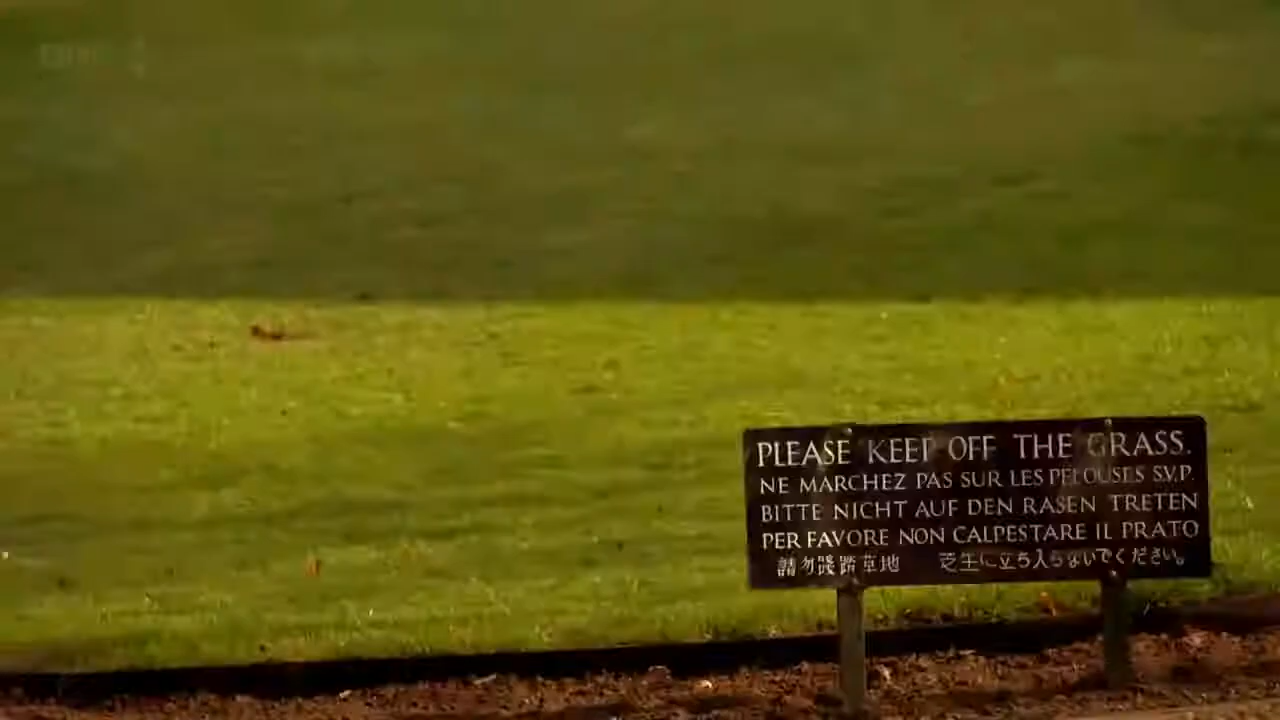 PLEASE KEEP OFF THE GRASS.
NE MARCHEZ PAS SUR LES PELOUSES S.V.P.
BITTE NICHT AUF DEN RASEN TRETEN
PER FAVORE NON CALPESTARE IL PRATO
請勿踐踏草地 芝生に立ち入らないでください。